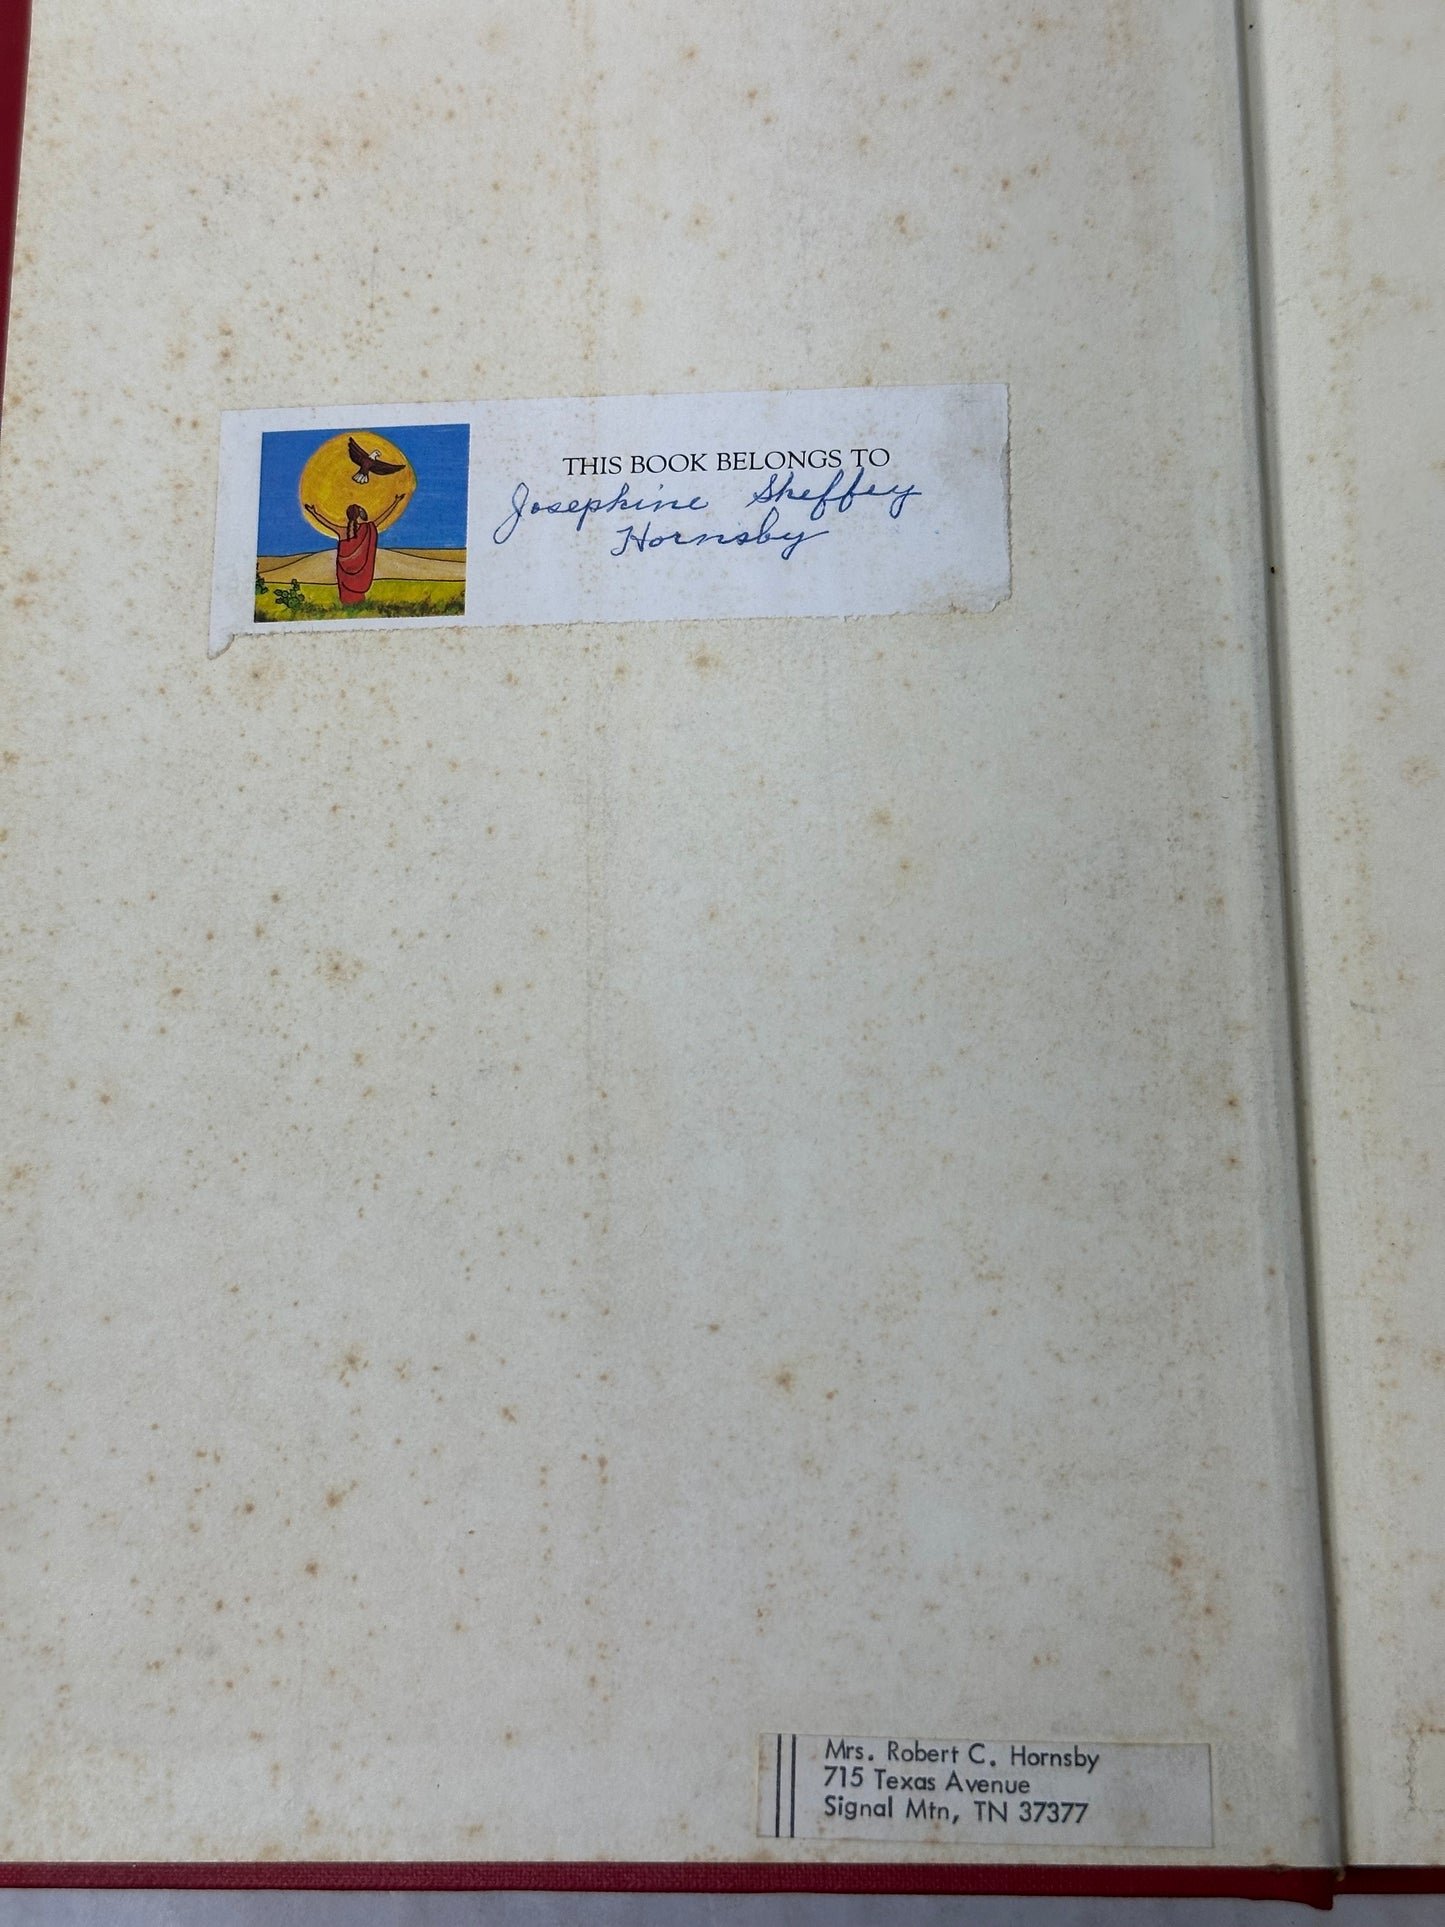 THIS BOOK BELONGS TO
Josephine Sheffey
Hornsby
Mrs. Robert C. Hornsby
715 Texas Avenue
Signal Mtn, TN 37377